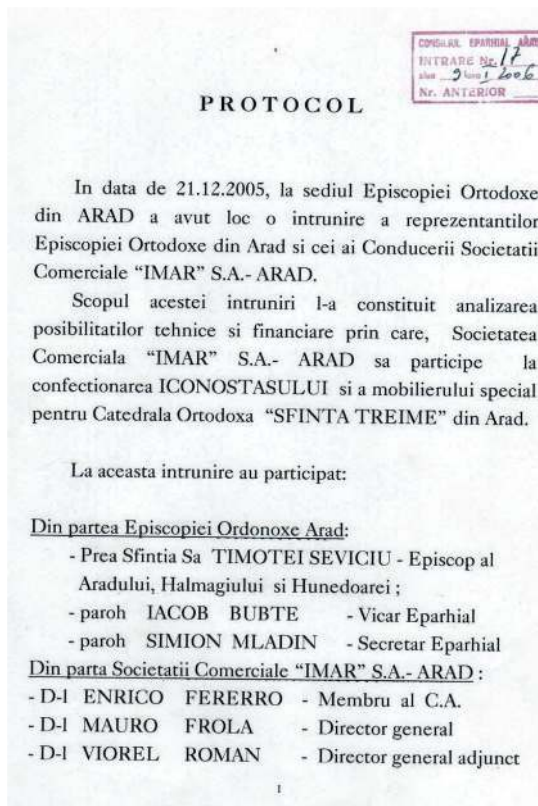 CONSILIUL EPARHIAL ARAD
INTRARE Nr. 17
ziua 9 luna I 2006
Nr. ANTERIOR
PROTOCOL
In data de 21.12.2005, la sediul Episcopiei Ortodoxe
din ARAD a avut loc o intrunire a reprezentantilor
Episcopiei Ortodoxe din Arad si cei ai Conducerii Societatii
Comerciale “IMAR” S.A.- ARAD.
Scopul acestei intruniri l-a constituit analizarea
posibilitatilor tehnice si financiare prin care, Societatea
Comerciala “IMAR” S.A.- ARAD sa participe la
confectionarea ICONOSTASULUI si a mobilierului special
pentru Catedrala Ortodoxa “SFINTA TREIME” din Arad.
La aceasta intrunire au participat:
Din partea Episcopiei Ordonoxe Arad:
- Prea Sfintia Sa TIMOTEI SEVICIU - Episcop al
Aradului, Halmagiului si Hunedoarei ;
- paroh IACOB BUBTE - Vicar Eparhial
- paroh SIMION MLADIN - Secretar Eparhial
Din parta Societatii Comerciale “IMAR” S.A.- ARAD :
- D-l ENRICO FERERRO - Membru al C.A.
- D-l MAURO FROLA - Director general
- D-l VIOREL ROMAN - Director general adjunct
1